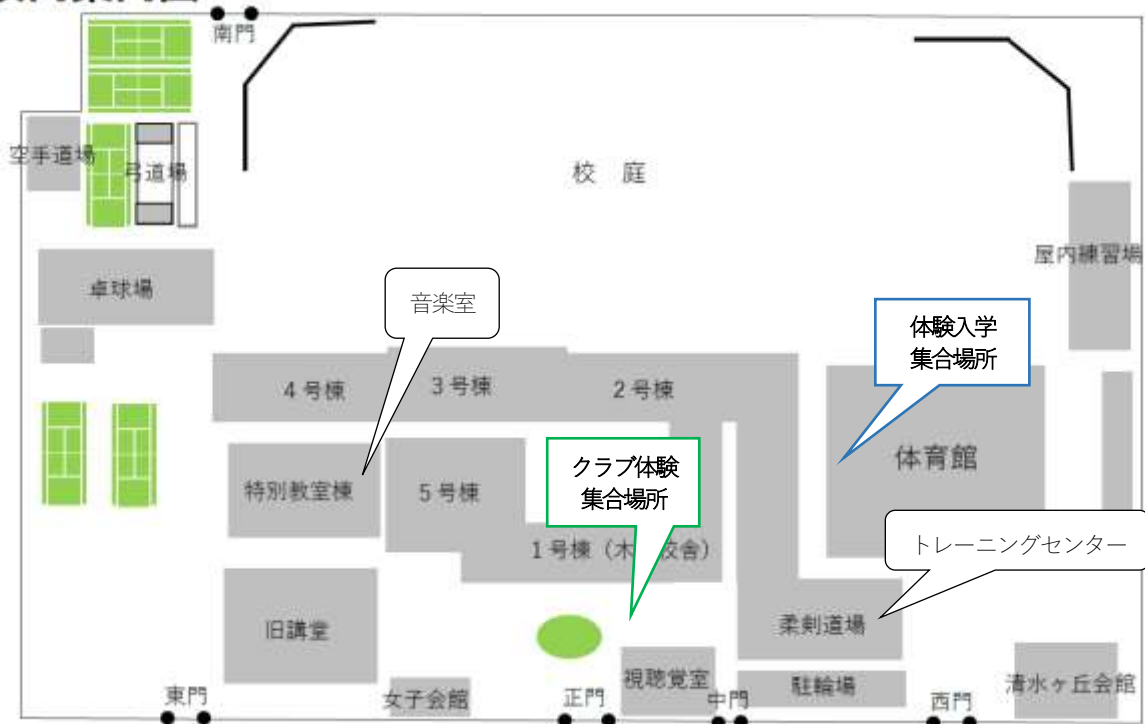 南門
空手道場
弓道場
校 庭
屋内練習場
卓球場
音楽室
体験入学
集合場所
4号棟
3号棟
2号棟
体育館
クラブ体験
集合場所
特別教室棟
5号棟
1号棟（木
校舎）
トレーニングセンター
旧講堂
柔剣道場
視聴覚室
駐輪場
清水ヶ丘会館
女子会館
東門
正門
中門
西門